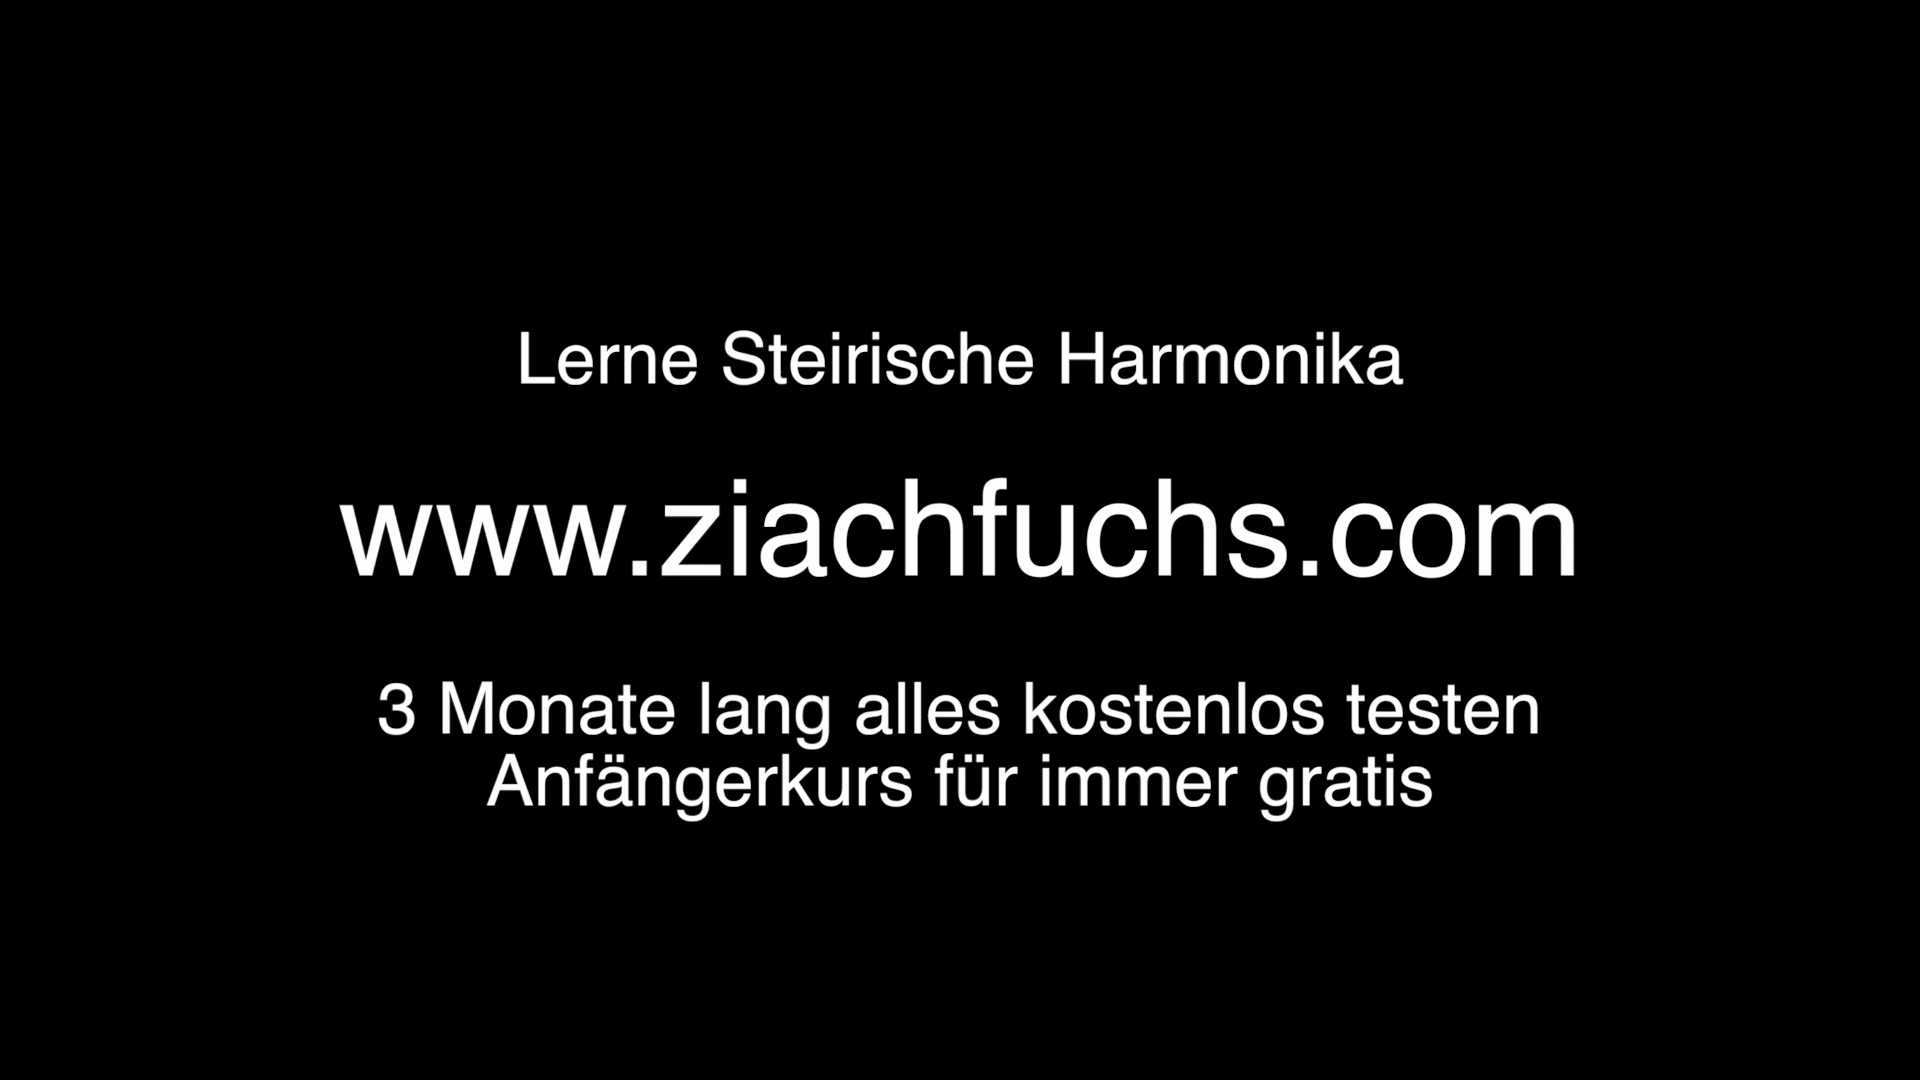 Lerne Steirische Harmonika
www.ziachfuchs.com
3 Monate lang alles kostenlos testen
Anfängerkurs für immer gratis